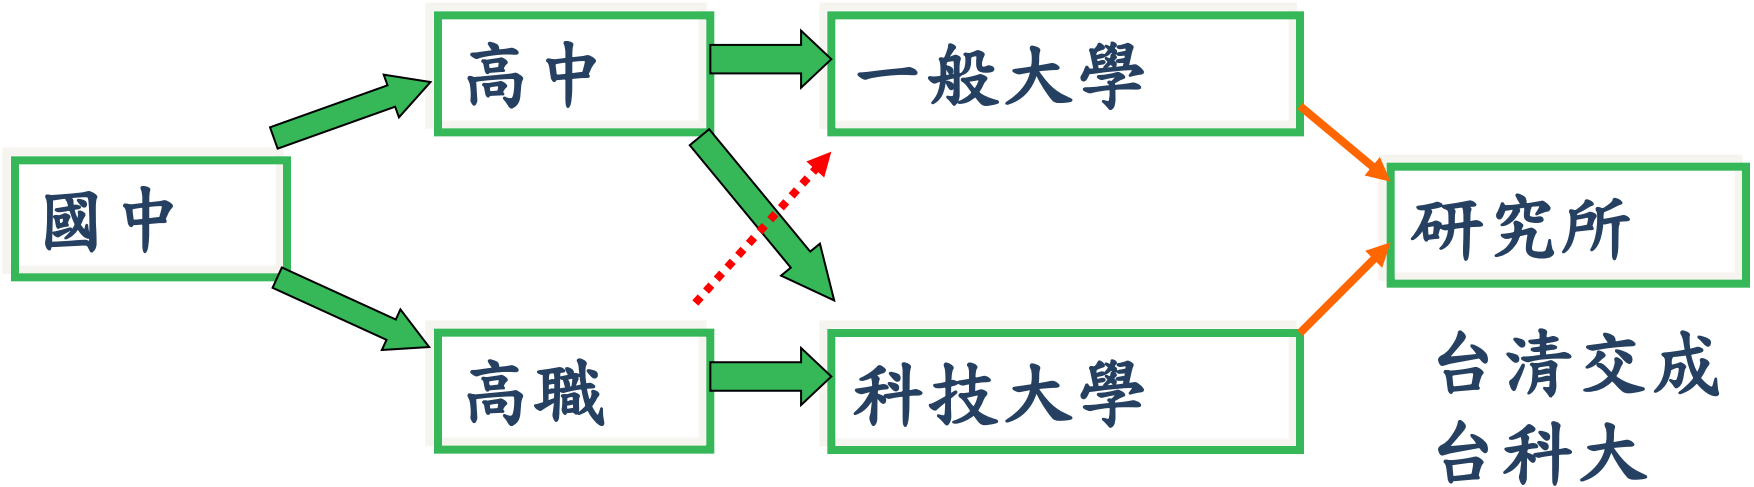 國中
高中
一般大學
高職
科技大學
研究所
台清交成
台科大